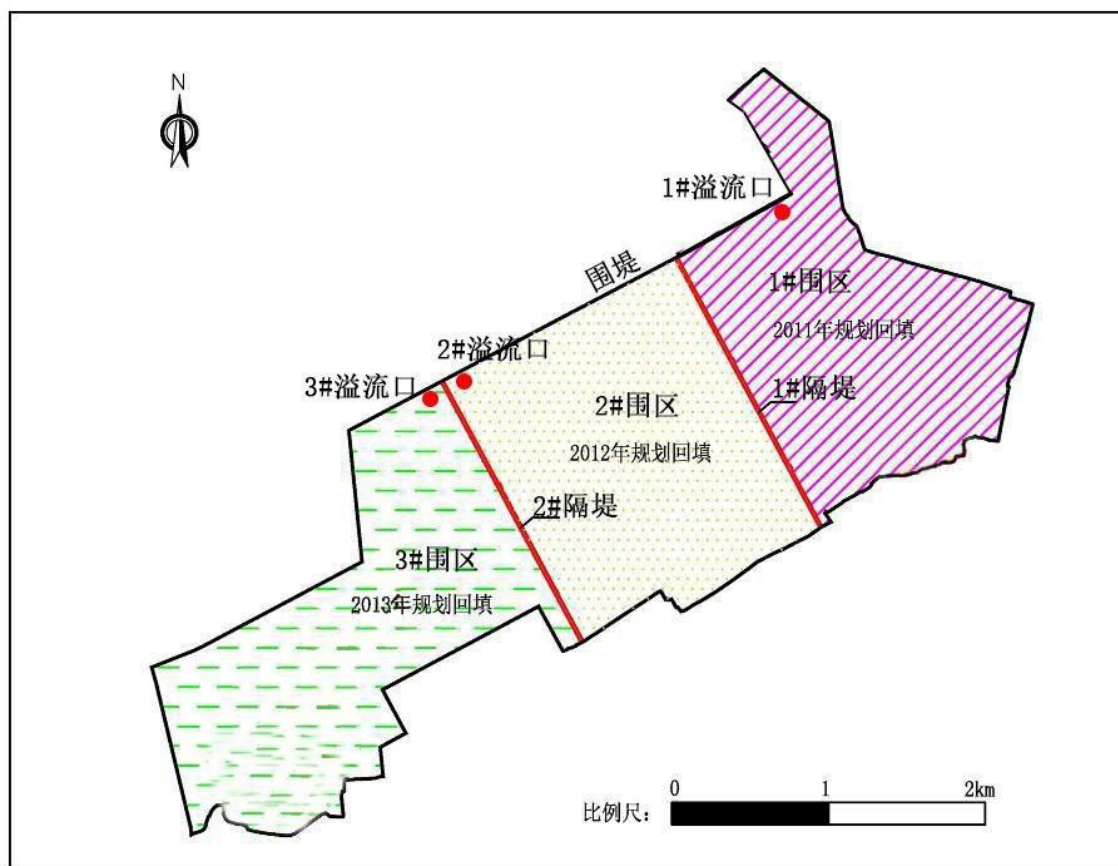 N
1#溢流口
围堤
1#围区
2011年规划回填
2#溢流口
3#溢流口
1#隔堤
2#围区
2012年规划回填
2#隔堤
3#围区
2013年规划回填
0 1 2km
比例尺：